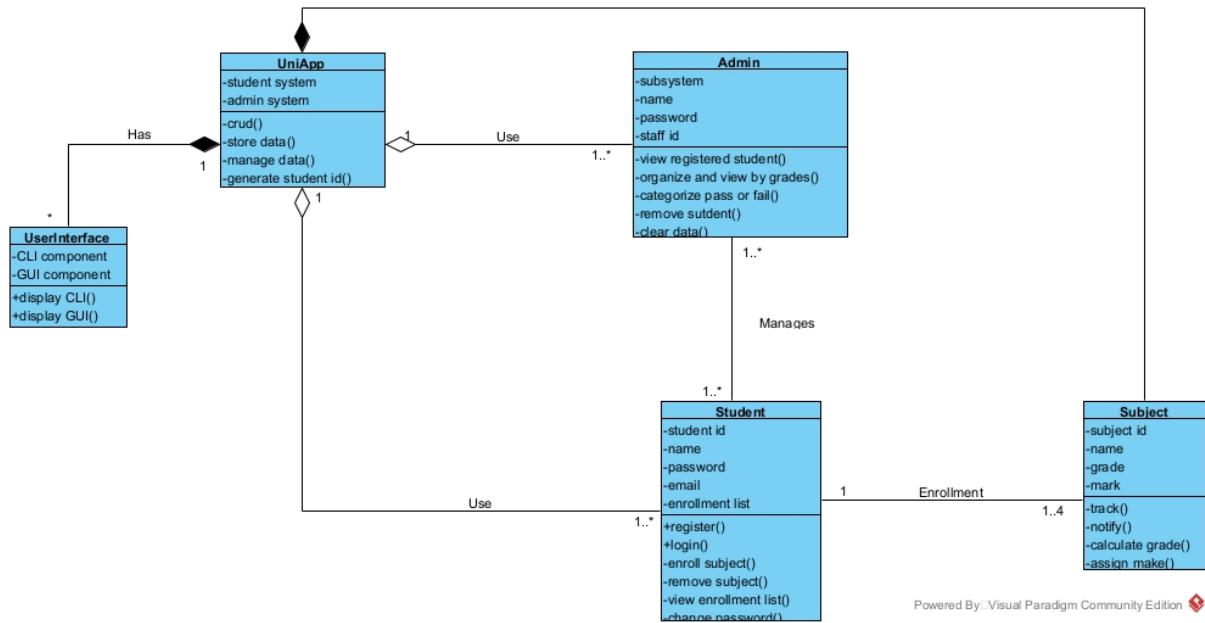 UniApp
-student system
-admin system
-crud()
-store data()
-manage data()
-generate student id()
Admin
-subsystem
-name
-password
-staff id
-view registered student()
-organize and view by grades()
-categorize pass or fail()
-remove sutdent()
-clear data()
Has
1
*
1
Use
1..*
1
UserInterface
-CLI component
-GUI component
+display CLI()
+display GUI()
1..*
Manages
1..*
Student
-student id
-name
-password
-email
-enrollment list
+register()
+login()
-enroll subject()
-remove subject()
-view enrollment list()
-change password()
Use
1..*
1
Enrollment
1..4
Subject
-subject id
-name
-grade
-mark
-track()
-notify()
-calculate grade()
-assign make()
Powered By Visual Paradigm Community Edition